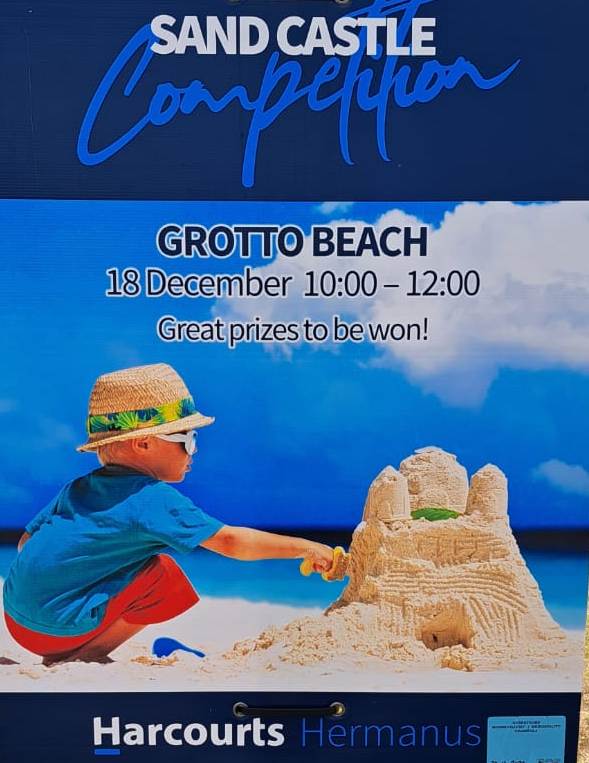 SAND CASTLE
Competition
GROTTO BEACH
18 December 10:00 – 12:00
Great prizes to be won!
Harcourts Hermanus